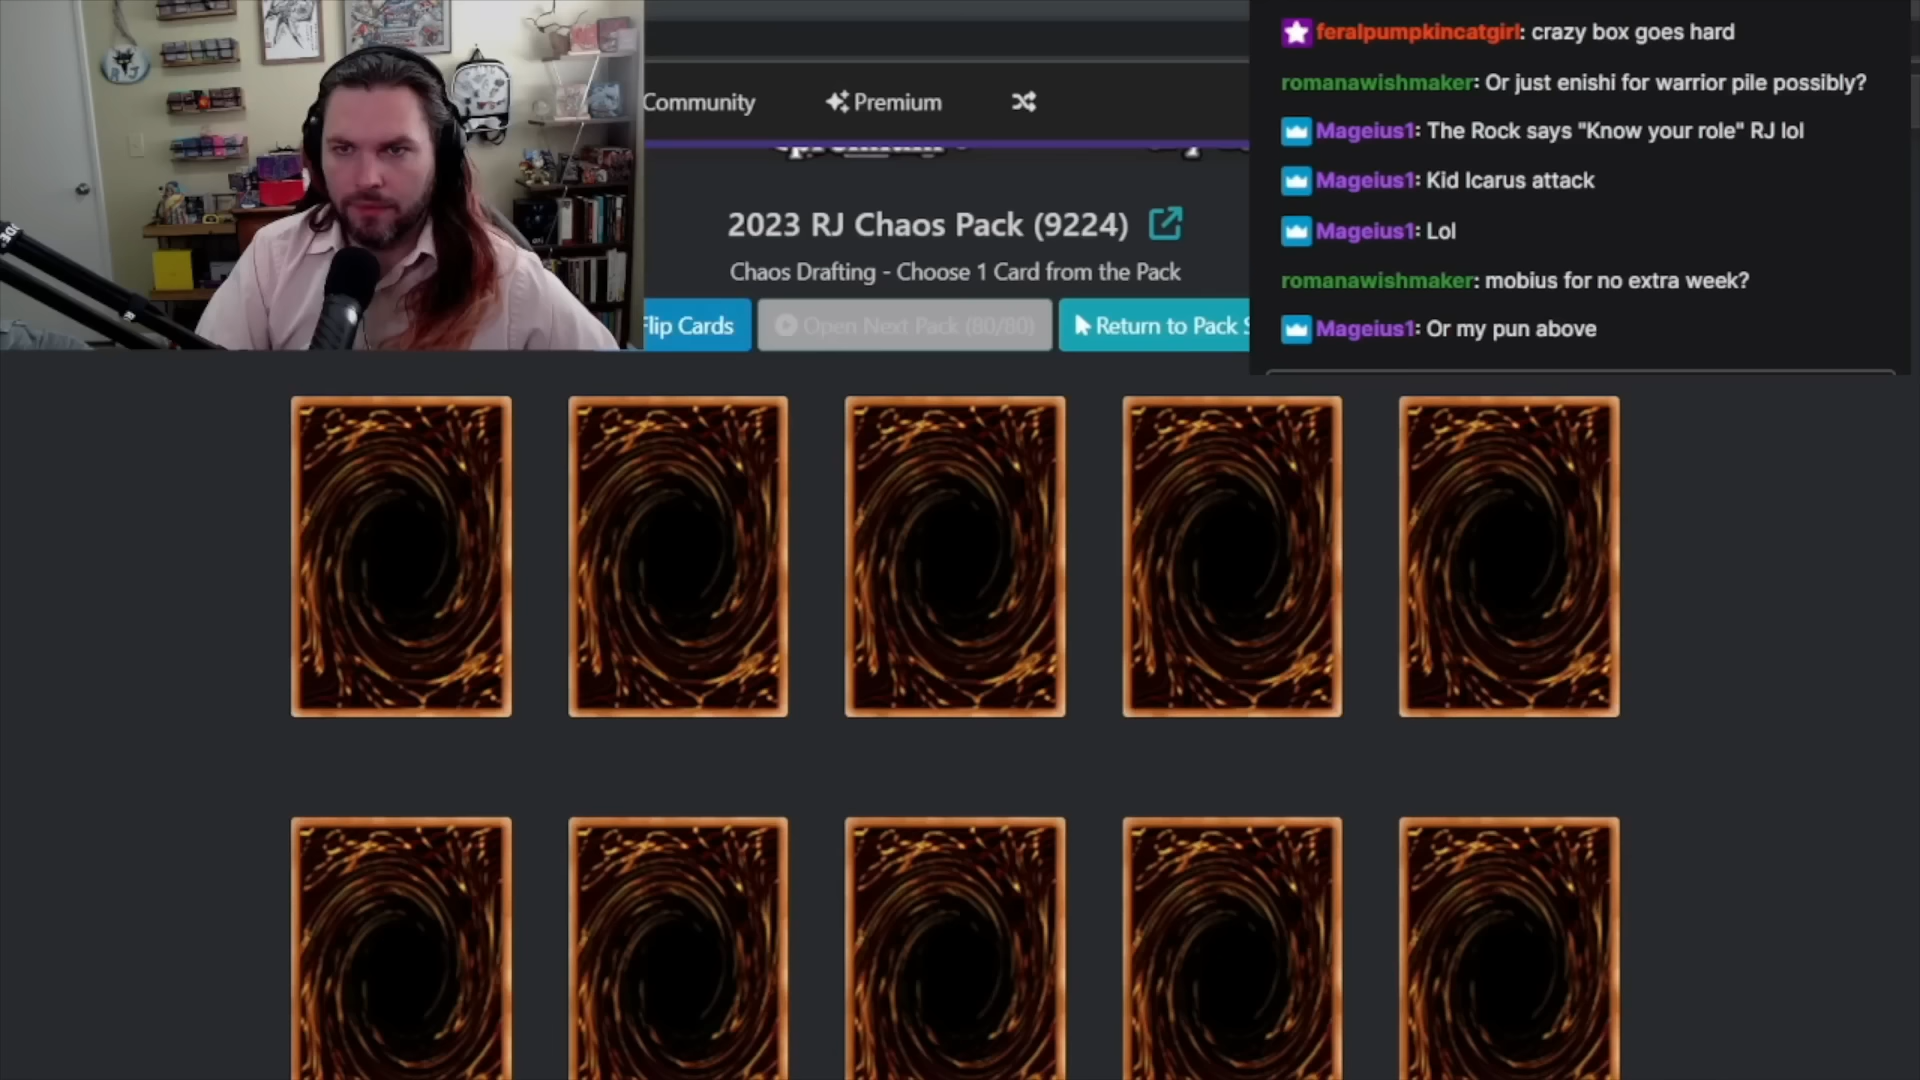 Community
Premium
2023 RJ Chaos Pack (9224)
Chaos Drafting - Choose 1 Card from the Pack
Flip Cards
Open Next Pack (80/80)
Return to Pack S
feralpumpkincatgirl: crazy box goes hard
romanawishmaker: Or just enishi for warrior pile possibly?
Mageius1: The Rock says "Know your role" RJ lol
Mageius1: Kid Icarus attack
Mageius1: Lol
romanawishmaker: mobius for no extra week?
Mageius1: Or my pun above